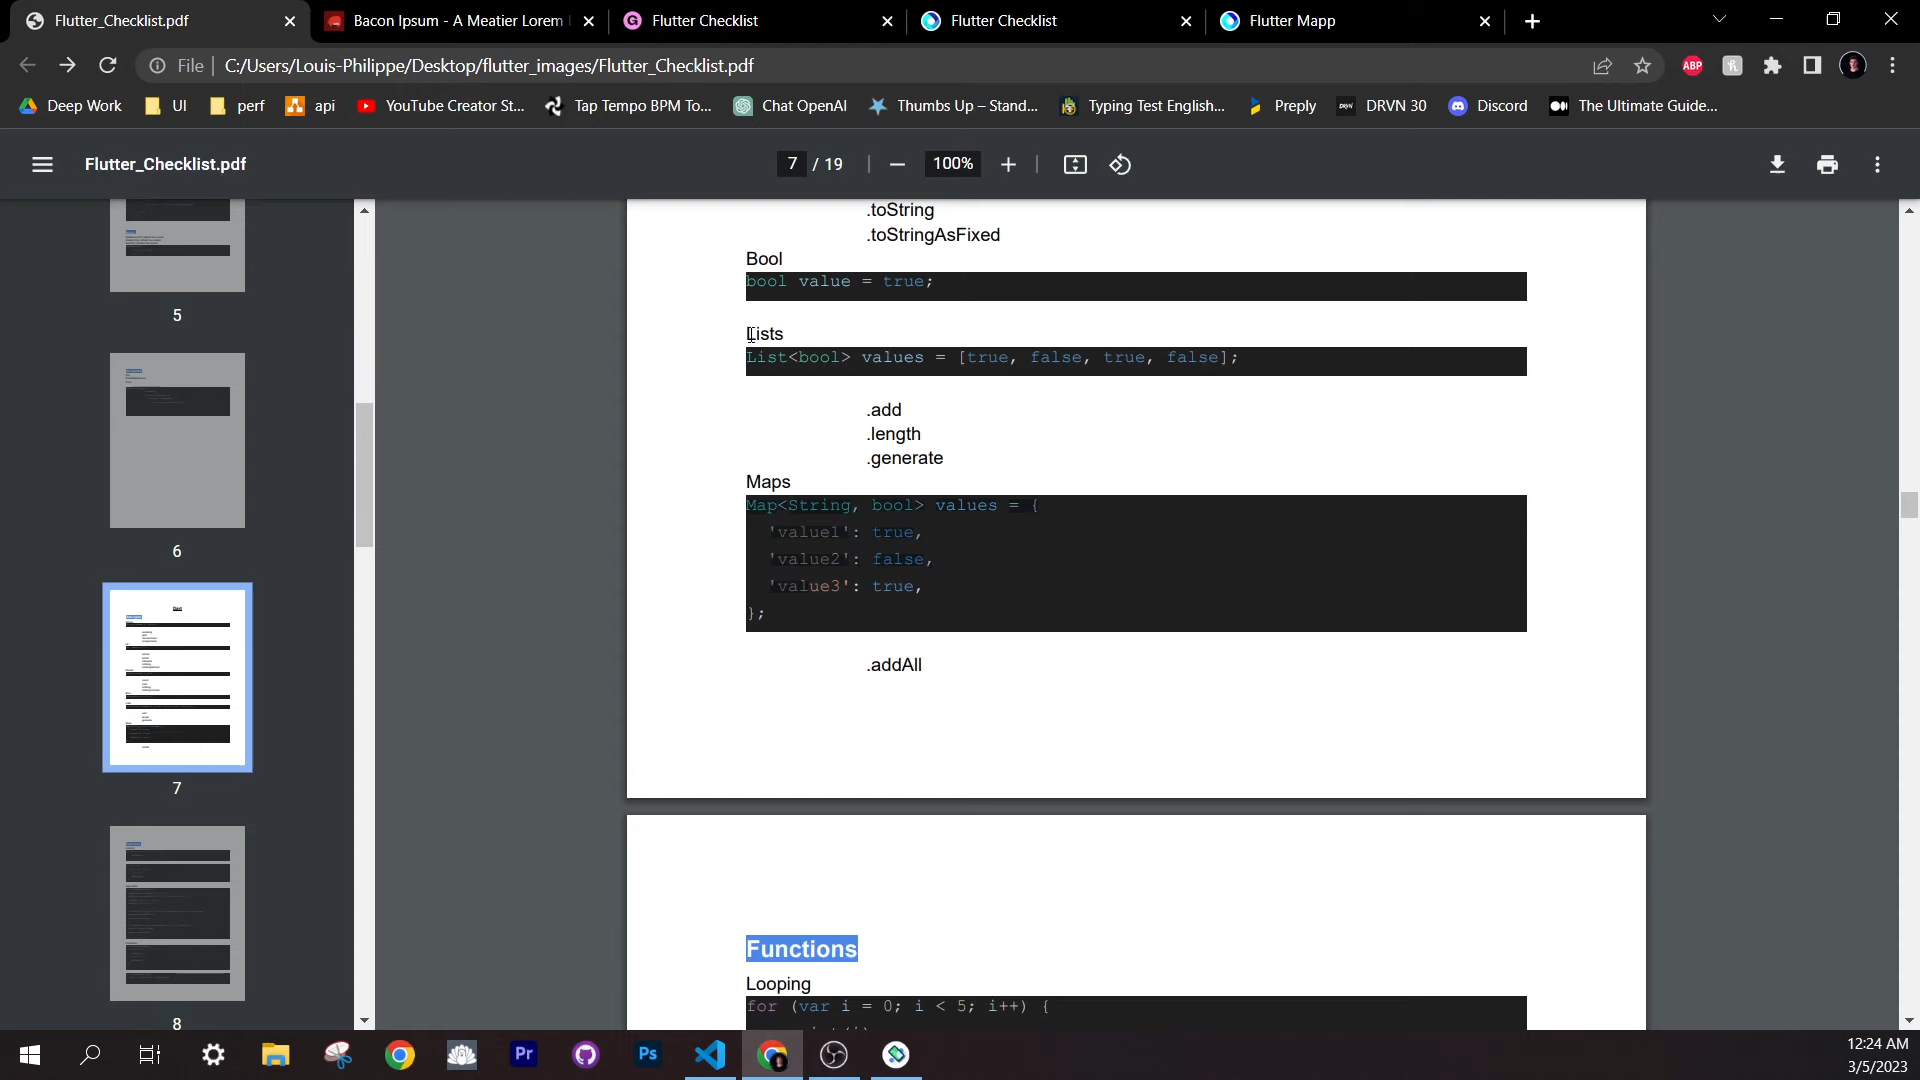 Flutter_Checklist.pdf
Bacon Ipsum - A Meatier Lorem
Flutter Checklist
Flutter Checklist
Flutter Mapp
File
C:/Users/Louis-Philippe/Desktop/flutter_images/Flutter_Checklist.pdf
ABP
Deep Work
UI
perf
api
YouTube Creator St...
Tap Tempo BPM To...
Chat OpenAI
Thumbs Up – Stand...
Typing Test English...
Preply
DRVN
DRVN 30
Discord
The Ultimate Guide...
Flutter_Checklist.pdf
7 / 19
100%
5
6
7
8
.toString
.toStringAsFixed
Bool
bool value = true;
Lists
List<bool> values = [true, false, true, false];
.add
.length
.generate
Maps
Map<String, bool> values = {
'value1': true,
'value2': false,
'value3': true,
};
.addAll
Functions
Looping
for (var i = 0; i < 5; i++) {
Pr
Ps
12:24 AM
3/5/2023